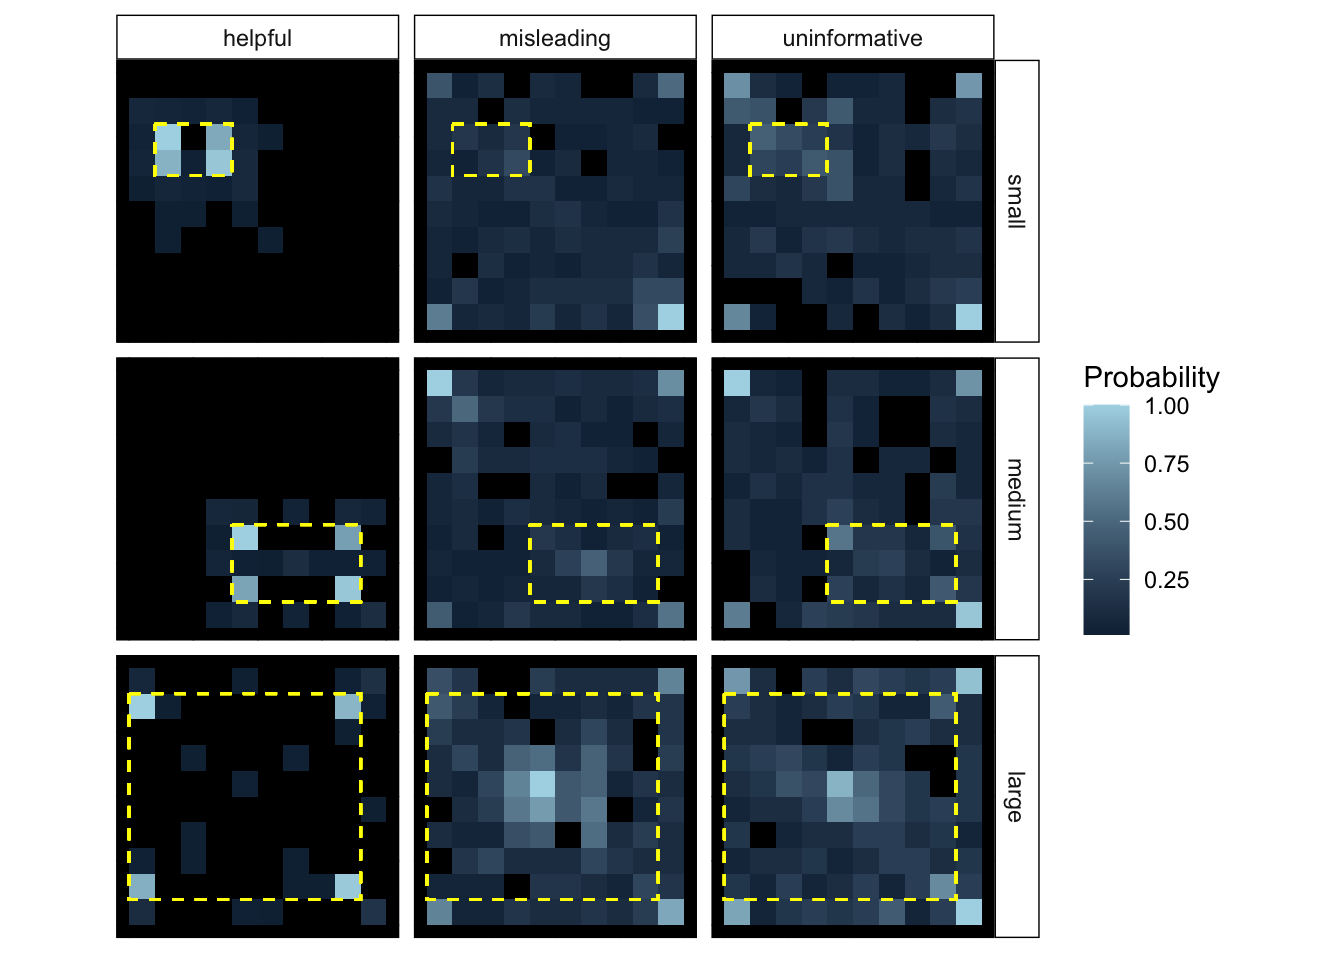 helpful
misleading
uninformative
small
medium
large
Probability
1.00
0.75
0.50
0.25